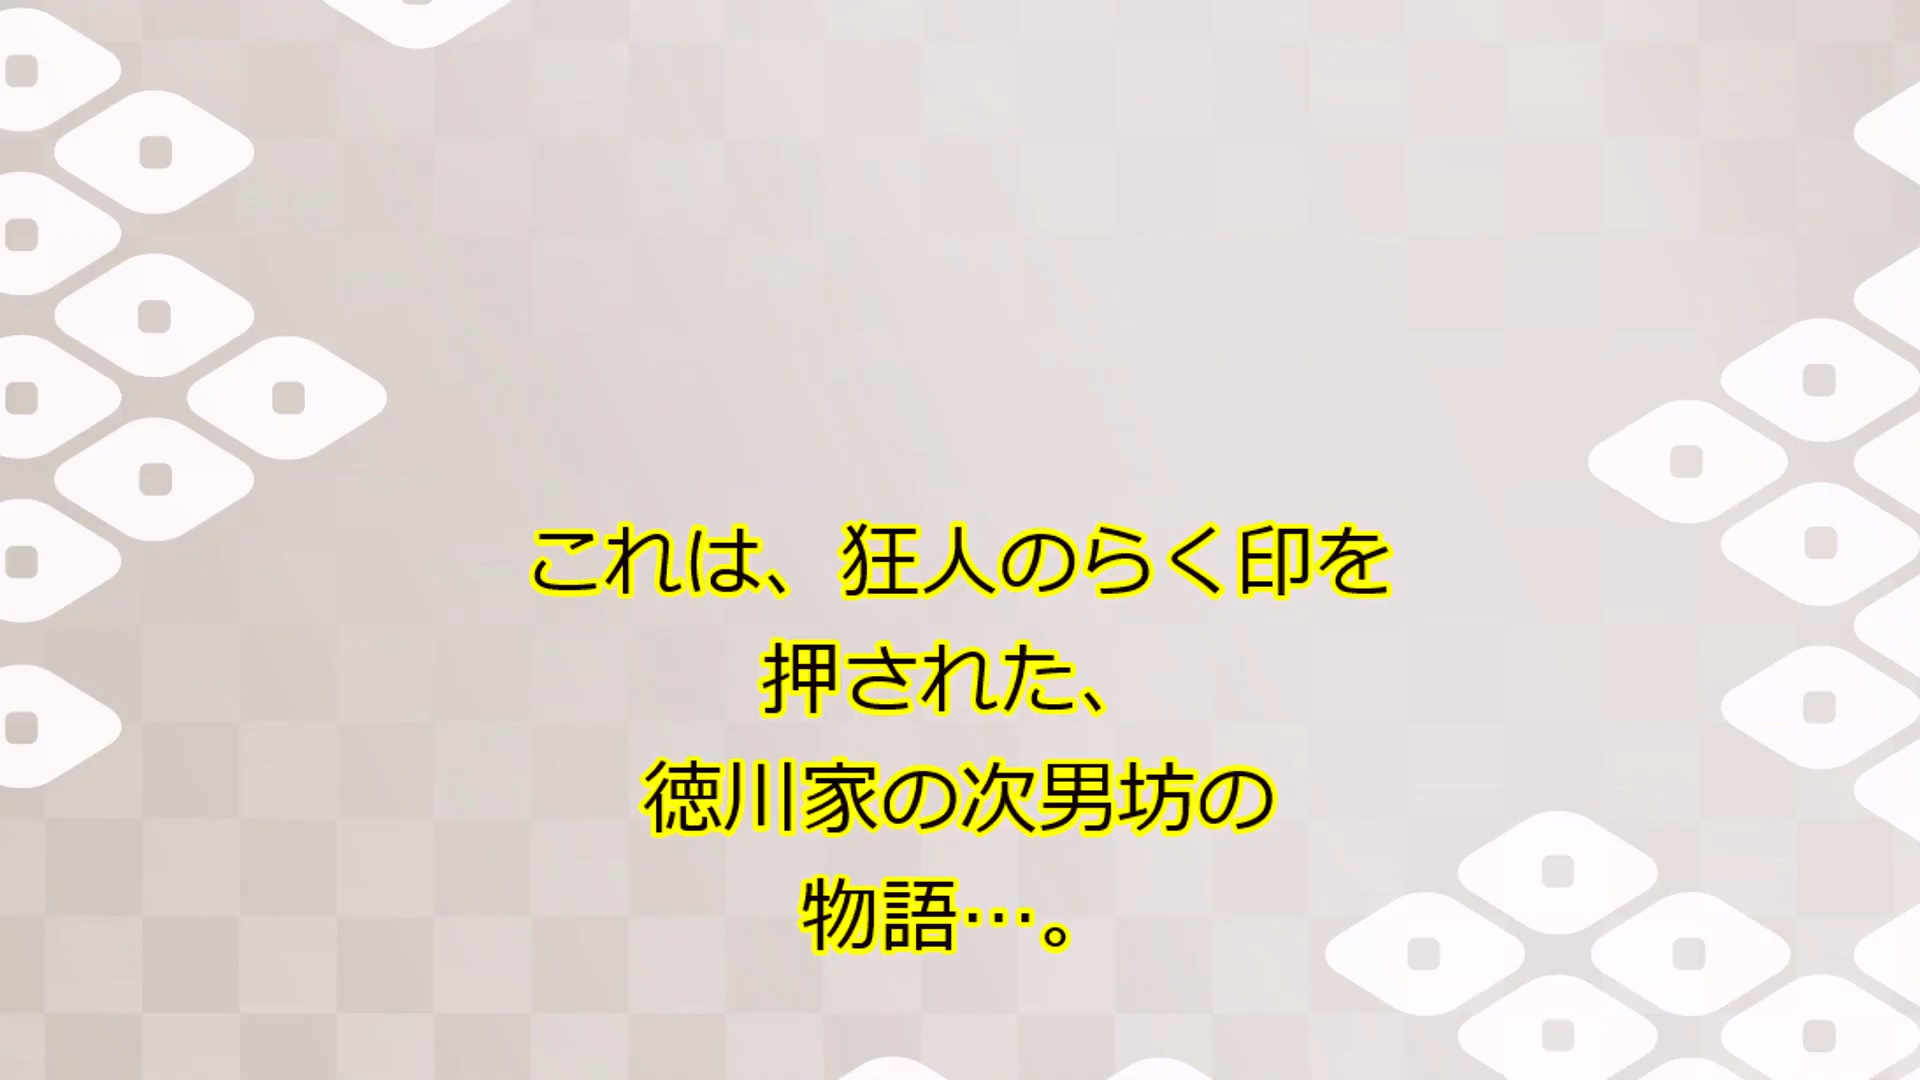 これは、狂人のらく印を
押された、
徳川家の次男坊の
物語…。